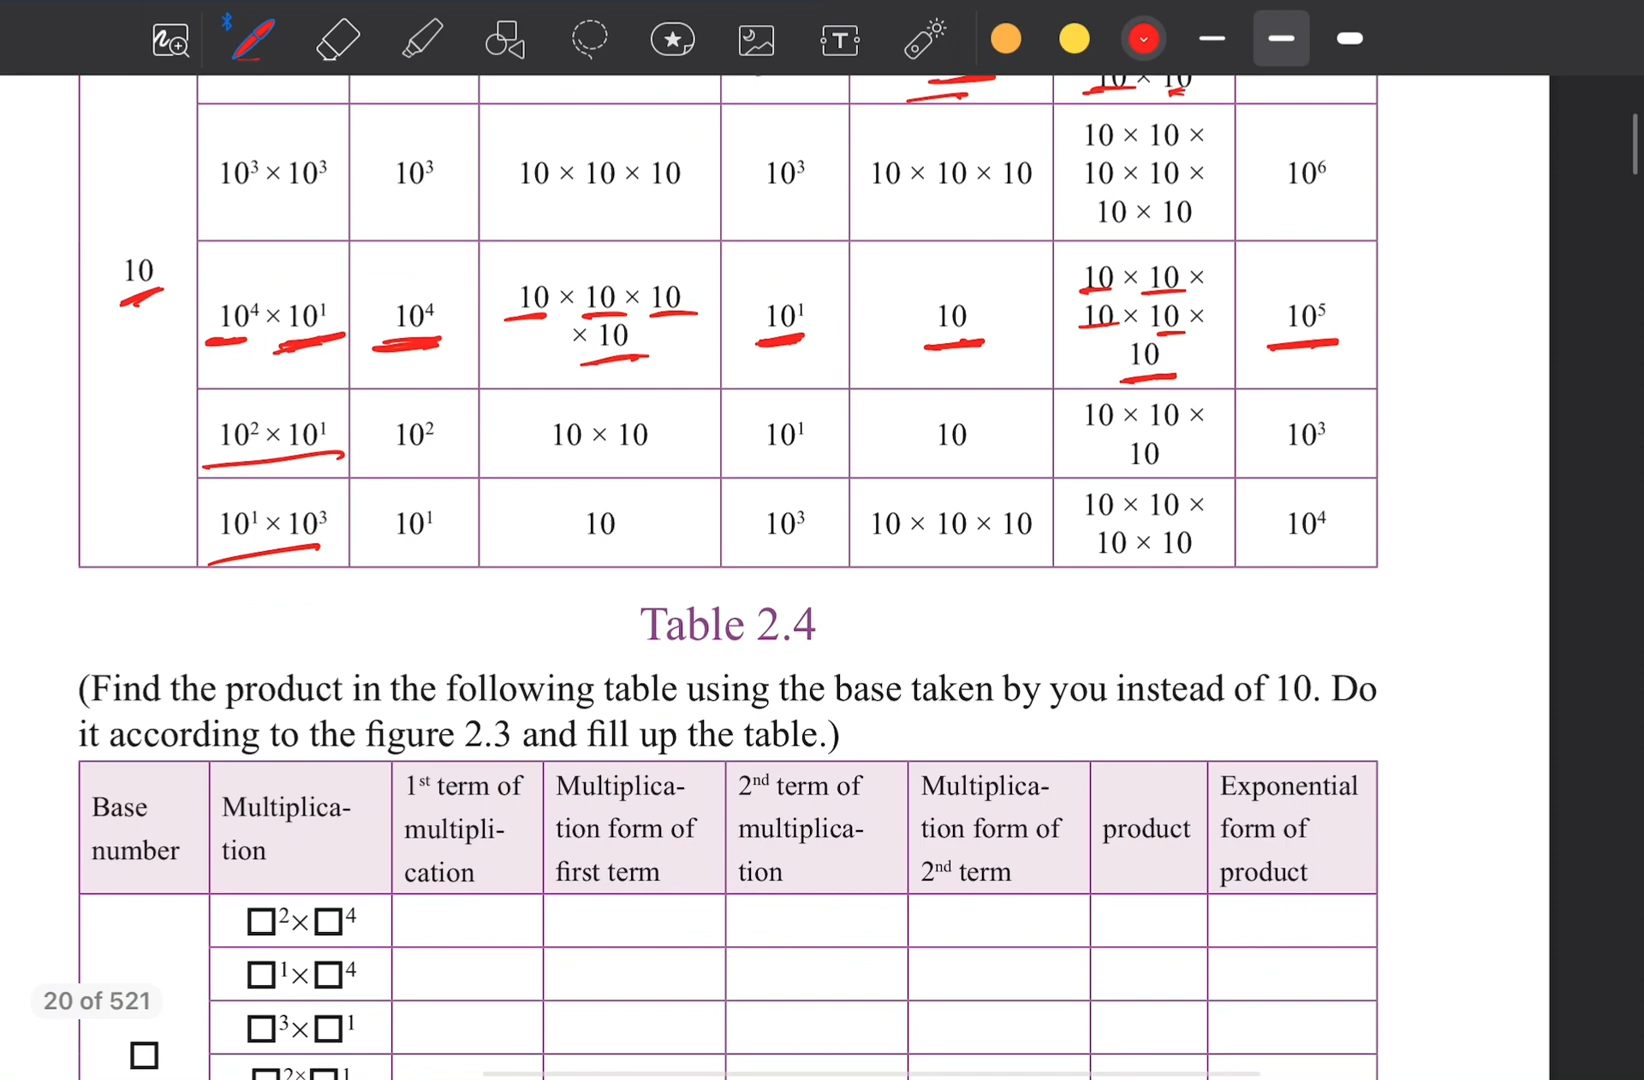 10 × 10
10³ × 10³ 10³ 10 × 10 × 10 10³ 10 × 10 × 10 10 × 10 × 10 × 10 × 10 × 10 10⁶
10
10⁴ × 10¹ 10⁴ 10 × 10 × 10 × 10 10¹ 10 10 × 10 × 10 × 10 × 10 10⁵
10² × 10¹ 10² 10 × 10 10¹ 10 10 × 10 × 10 10³
10¹ × 10³ 10¹ 10 10³ 10 × 10 × 10 10 × 10 × 10 × 10 10⁴
Table 2.4
(Find the product in the following table using the base taken by you instead of 10. Do
it according to the figure 2.3 and fill up the table.)
Base number
Multiplica-tion
1ˢᵗ term of multipli-cation
Multiplica-tion form of first term
2ⁿᵈ term of multiplica-tion
Multiplica-tion form of 2ⁿᵈ term
product
Exponential form of product
□²×□⁴
□¹×□⁴
□³×□¹
□
□²×□¹
20 of 521